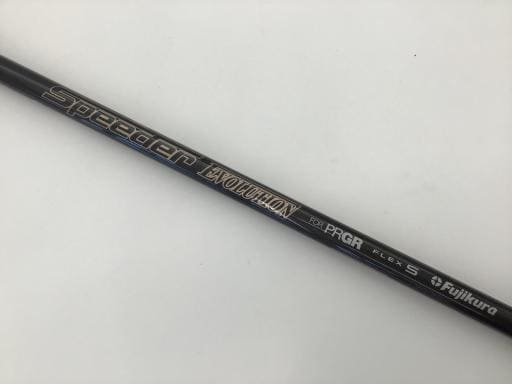 Speeder EVOLUTION FOR PRGR FLEX S Fujikura